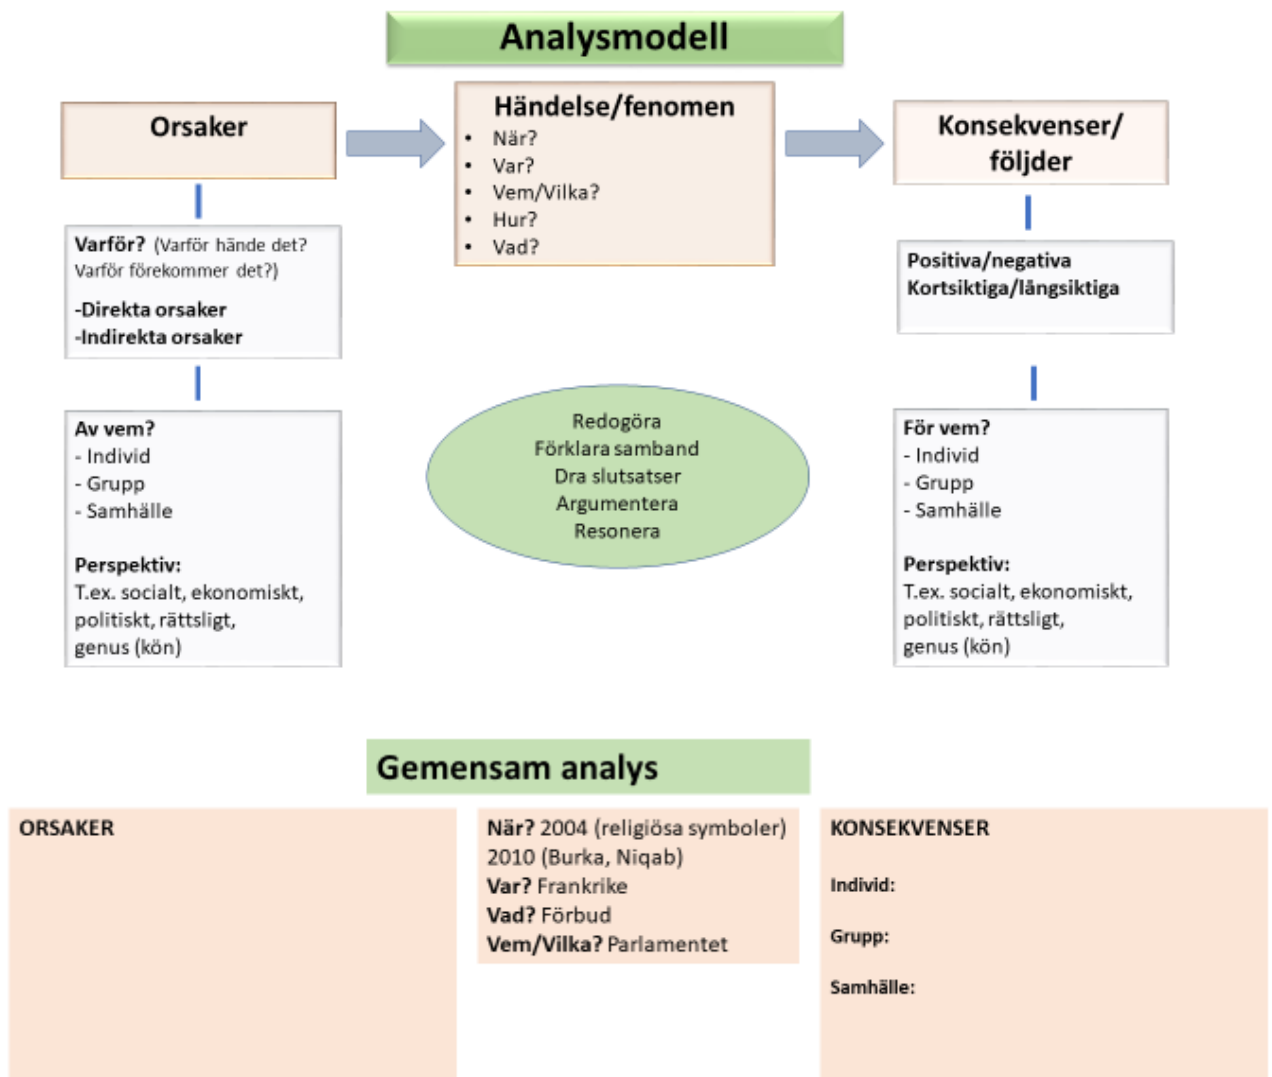 Analysmodell
Orsaker
Varför? (Varför hände det?
Varför förekommer det?)
-Direkta orsaker
-Indirekta orsaker
Av vem?
- Individ
- Grupp
- Samhälle
Perspektiv:
T.ex. socialt, ekonomiskt,
politiskt, rättsligt,
genus (kön)
Händelse/fenomen
• När?
• Var?
• Vem/Vilka?
• Hur?
• Vad?
Redogöra
Förklara samband
Dra slutsatser
Argumentera
Resonera
Konsekvenser/
följder
Positiva/negativa
Kortsiktiga/långsiktiga
För vem?
- Individ
- Grupp
- Samhälle
Perspektiv:
T.ex. socialt, ekonomiskt,
politiskt, rättsligt,
genus (kön)
Gemensam analys
ORSAKER
När? 2004 (religiösa symboler)
2010 (Burka, Niqab)
Var? Frankrike
Vad? Förbud
Vem/Vilka? Parlamentet
KONSEKVENSER
Individ:
Grupp:
Samhälle: